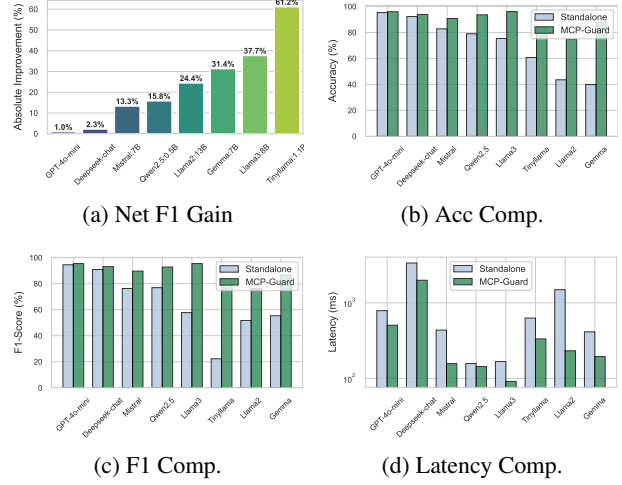 Absolute Improvement (%)
60
50
40
30
20
10
0
1.0%
2.3%
13.3%
15.8%
24.4%
31.4%
37.7%
61.2%
GPT-4o-mini
Deepseek-chat
Mistral:7B
Qwen2.5:0.5B
Llama2:13B
Gemma:7B
Llama3:8B
Tinyllama:1.1B
(a) Net F1 Gain
Accuracy (%)
100
80
60
40
20
0
Standalone
MCP-Guard
GPT-4o-mini
Deepseek-chat
Mistral
Qwen2.5
Llama3
Tinyllama
Llama2
Gemma
(b) Acc Comp.
F1-Score (%)
100
80
60
40
20
0
Standalone
MCP-Guard
GPT-4o-mini
Deepseek-chat
Mistral
Qwen2.5
Llama3
Tinyllama
Llama2
Gemma
(c) F1 Comp.
Latency (ms)
10³
10²
Standalone
MCP-Guard
GPT-4o-mini
Deepseek-chat
Mistral
Qwen2.5
Llama3
Tinyllama
Llama2
Gemma
(d) Latency Comp.